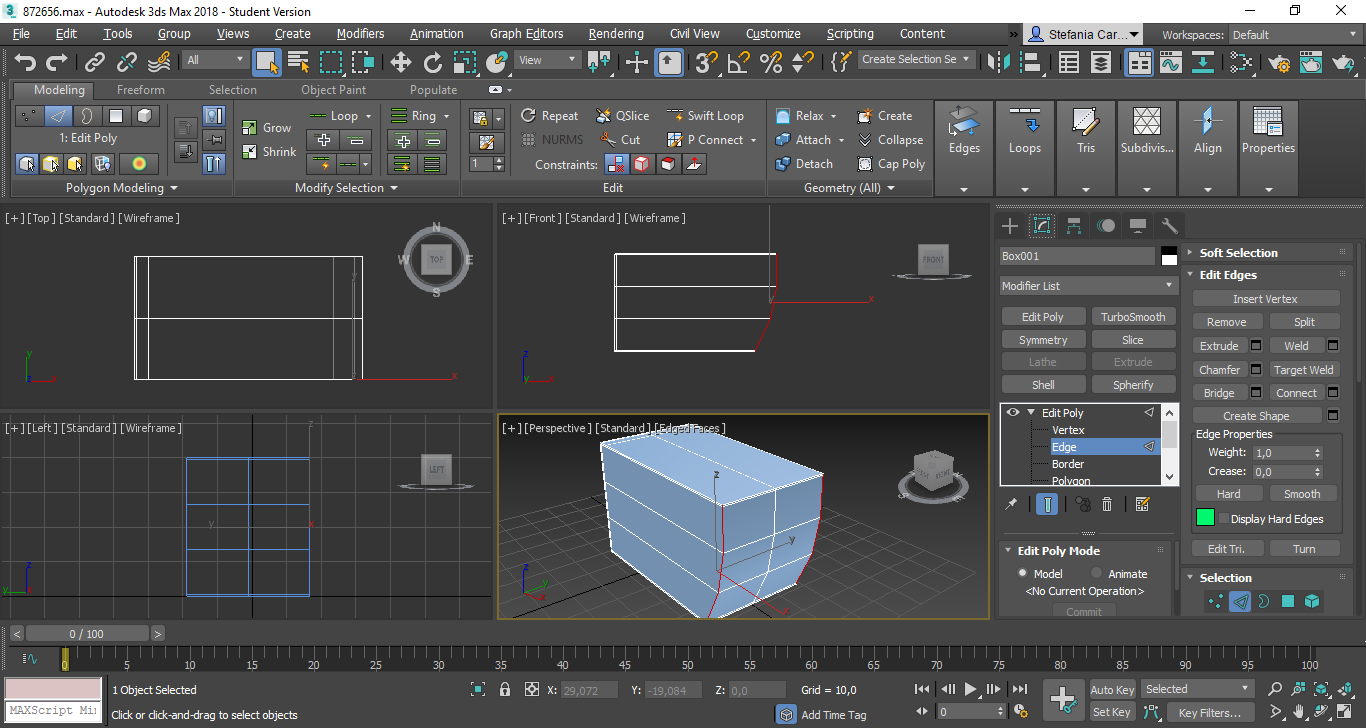 872656.max - Autodesk 3ds Max 2018 - Student Version
File Edit Tools Group Views Create Modifiers Animation Graph Editors Rendering Civil View Customize Scripting Content » Stefania Car... Workspaces: Default
All View Create Selection Se
Modeling Freeform Selection Object Paint Populate
1: Edit Poly
Grow
Shrink
Loop Ring
Repeat QSlice Swift Loop
NURMS Cut P Connect
1 Constraints:
Relax Create
Attach Collapse
Detach Cap Poly
Edges Loops Tris Subdivis... Align Properties
Polygon Modeling Modify Selection Edit Geometry (All)
[+] [Top] [Standard] [Wireframe]
N
W TOP E
S
y
x
y
z x
[+] [Front] [Standard] [Wireframe]
FRONT
y x
z
y x
[+] [Left] [Standard] [Wireframe]
LEFT
z
y x
z
y
[+] [Perspective] [Standard] [Edged Faces]
z
y
x
z
y
x
Box001
Modifier List
Edit Poly TurboSmooth
Symmetry Slice
Lathe Extrude
Shell Spherify
Edit Poly
Vertex
Edge
Border
Polygon
Edit Poly Mode
Model Animate
<No Current Operation>
Commit
Soft Selection
Edit Edges
Insert Vertex
Remove Split
Extrude Weld
Chamfer Target Weld
Bridge Connect
Create Shape
Edge Properties
Weight: 1,0
Crease: 0,0
Hard Smooth
Display Hard Edges
Edit Tri. Turn
Selection
< 0 / 100 >
0 5 10 15 20 25 30 35 40 45 50 55 60 65 70 75 80 85 90 95 100
MAXScript Mi
1 Object Selected
Click or click-and-drag to select objects
X: 29,072 Y: -19,084 Z: 0,0 Grid = 10,0
Add Time Tag
0
Auto Key Selected
Set Key Key Filters...